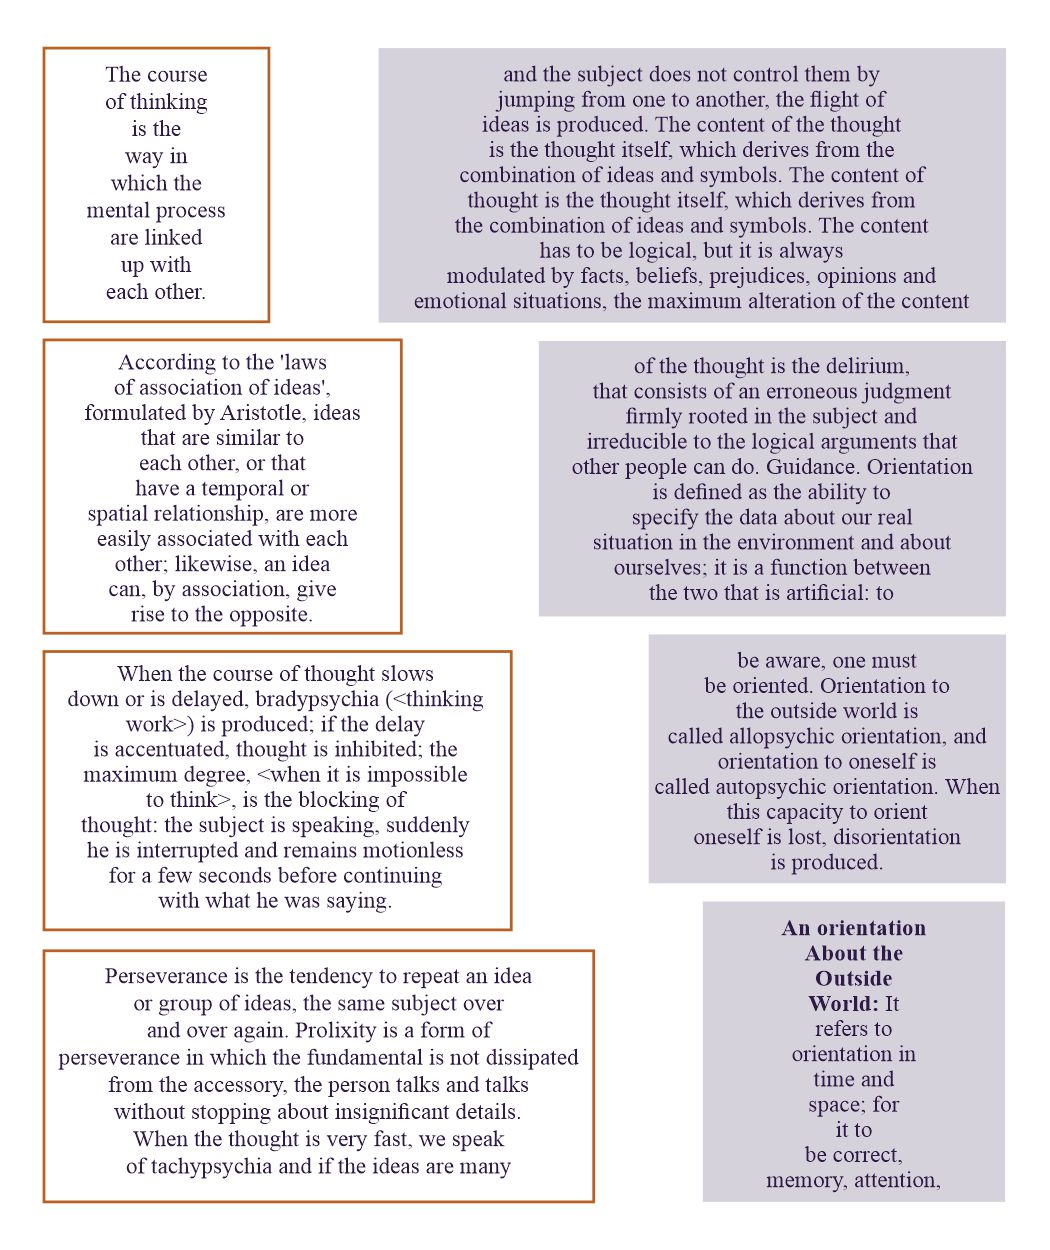 The course
of thinking
is the
way in
which the
mental process
are linked
up with
each other.
According to the 'laws
of association of ideas',
formulated by Aristotle, ideas
that are similar to
each other, or that
have a temporal or
spatial relationship, are more
easily associated with each
other; likewise, an idea
can, by association, give
rise to the opposite.
When the course of thought slows
down or is delayed, bradypsychia (<thinking
work>) is produced; if the delay
is accentuated, thought is inhibited; the
maximum degree, <when it is impossible
to think>, is the blocking of
thought: the subject is speaking, suddenly
he is interrupted and remains motionless
for a few seconds before continuing
with what he was saying.
Perseverance is the tendency to repeat an idea
or group of ideas, the same subject over
and over again. Prolixity is a form of
perseverance in which the fundamental is not dissipated
from the accessory, the person talks and talks
without stopping about insignificant details.
When the thought is very fast, we speak
of tachypsychia and if the ideas are many
and the subject does not control them by
jumping from one to another, the flight of
ideas is produced. The content of the thought
is the thought itself, which derives from the
combination of ideas and symbols. The content of
thought is the thought itself, which derives from
the combination of ideas and symbols. The content
has to be logical, but it is always
modulated by facts, beliefs, prejudices, opinions and
emotional situations, the maximum alteration of the content
of the thought is the delirium,
that consists of an erroneous judgment
firmly rooted in the subject and
irreducible to the logical arguments that
other people can do. Guidance. Orientation
is defined as the ability to
specify the data about our real
situation in the environment and about
ourselves; it is a function between
the two that is artificial: to
be aware, one must
be oriented. Orientation to
the outside world is
called allopsychic orientation, and
orientation to oneself is
called autopsychic orientation. When
this capacity to orient
oneself is lost, disorientation
is produced.
An orientation
About the
Outside
World: It
refers to
orientation in
time and
space; for
it to
be correct,
memory, attention,